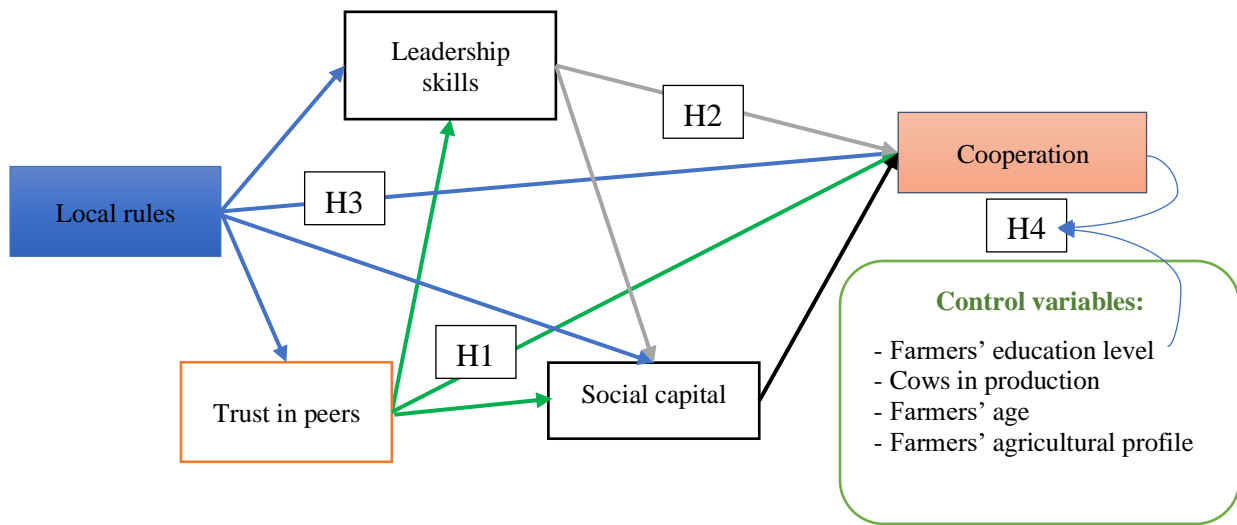 Leadership
skills
H2
Cooperation
Local rules
H3
H4
Control variables:
- Farmers’ education level
- Cows in production
- Farmers’ age
- Farmers’ agricultural profile
H1
Trust in peers
Social capital